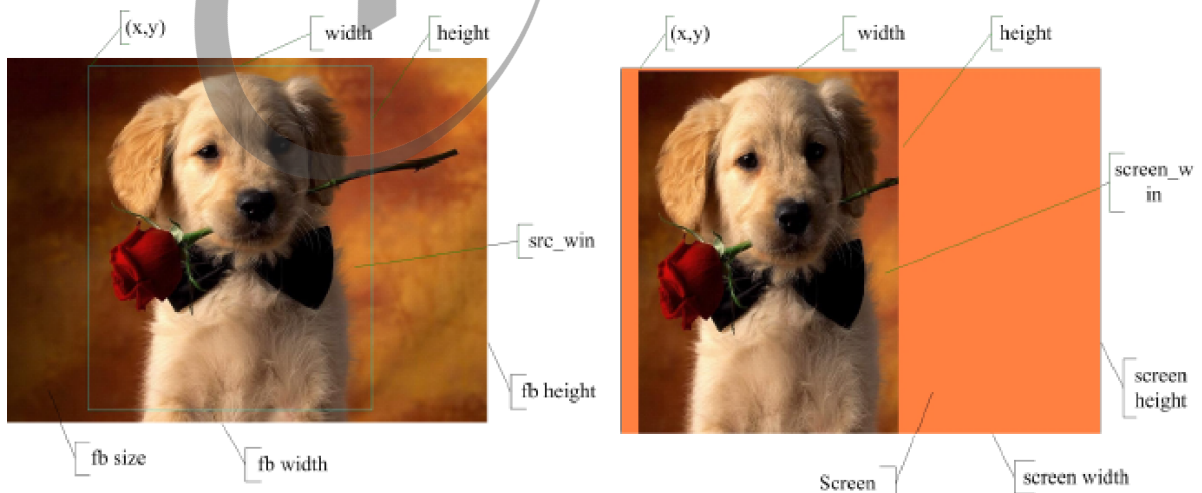 (x,y)
width
height
src_win
fb height
fb size
fb width
(x,y)
width
height
screen_w
in
screen
height
Screen
screen width